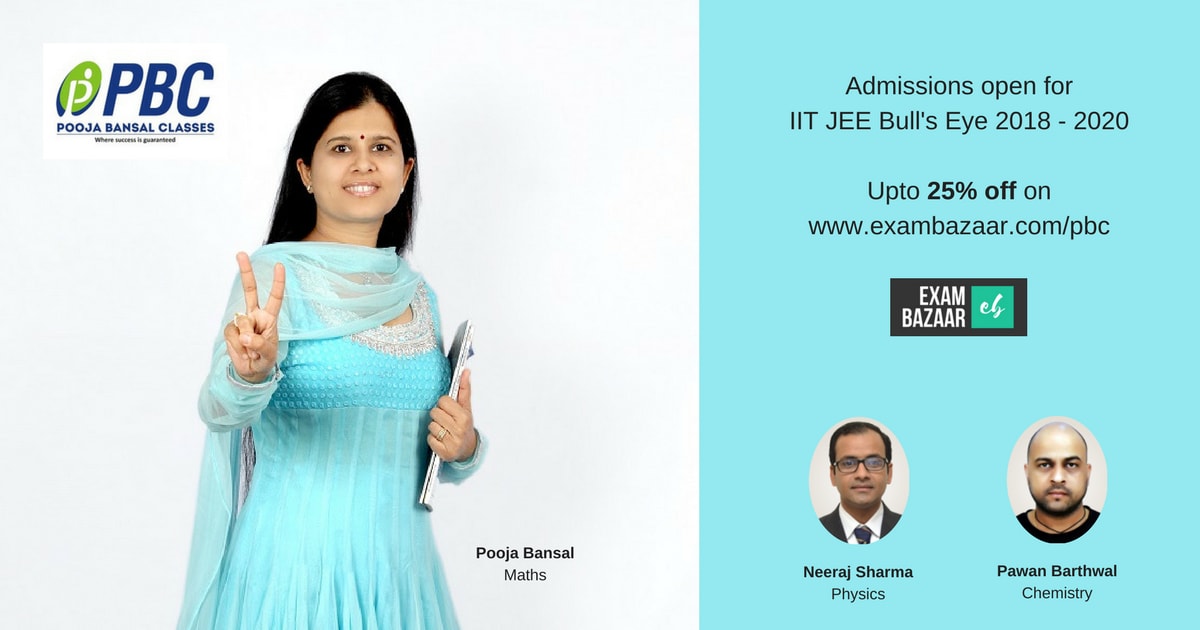 PBC
POOJA BANSAL CLASSES
Where success is guaranteed
Pooja Bansal
Maths
Admissions open for
IIT JEE Bull's Eye 2018 - 2020
Upto 25% off on
www.exambazaar.com/pbc
EXAM
BAZAAR
eb
Neeraj Sharma
Physics
Pawan Barthwal
Chemistry